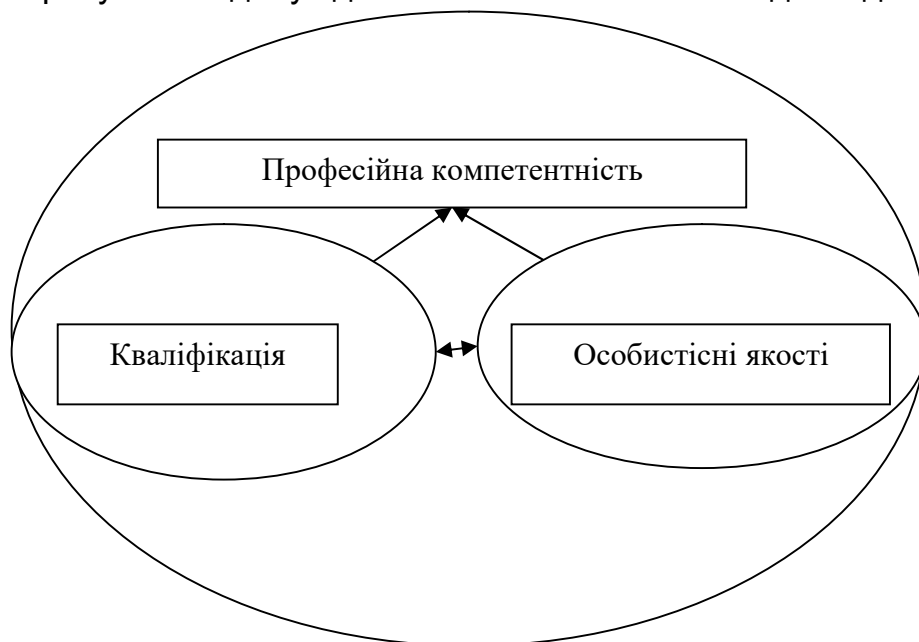 Професійна компетентність
Кваліфікація
Особистісні якості